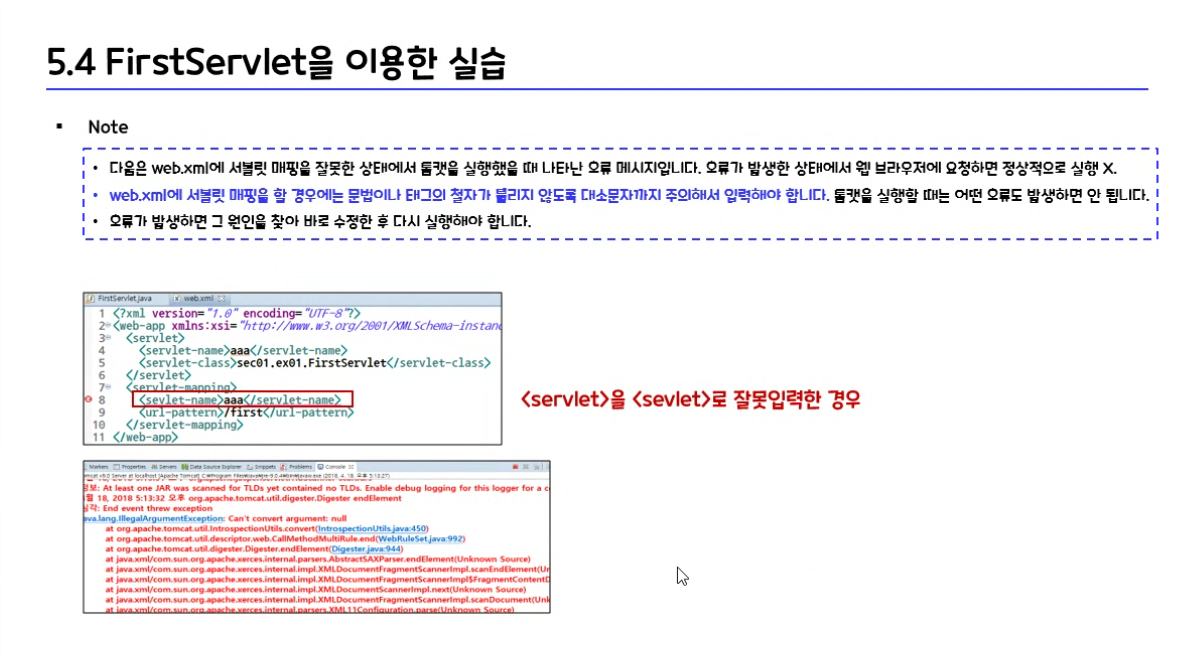 5.4 FirstServlet을 이용한 실습
▪ Note
• 다음은 web.xml에 서블릿 매핑을 잘못한 상태에서 톰캣을 실행했을 때 나타난 오류 메시지입니다. 오류가 발생한 상태에서 웹 브라우저에 요청하면 정상적으로 실행 X.
• web.xml에 서블릿 매핑을 할 경우에는 문법이나 태그의 철자가 틀리지 않도록 대소문자까지 주의해서 입력해야 합니다. 톰캣을 실행할 때는 어떤 오류도 발생하면 안 됩니다.
• 오류가 발생하면 그 원인을 찾아 바로 수정한 후 다시 실행해야 합니다.
FirstServlet.java web.xml
1 <?xml version="1.0" encoding="UTF-8"?>
2 <web-app xmlns:xsi="http://www.w3.org/2001/XMLSchema-instanc
3 <servlet>
4 <servlet-name>aaa</servlet-name>
5 <servlet-class>sec01.ex01.FirstServlet</servlet-class>
6 </servlet>
7 <servlet-mapping>
8 <sevlet-name>aaa</servlet-name>
9 <url-pattern>/first</url-pattern>
10 </servlet-mapping>
11 </web-app>
<servlet>을 <sevlet>로 잘못입력한 경우
Markers Properties Servers Data Source Explorer Snippets Problems Console
Server at localhost [Apache Tomcat]
정보: At least one JAR was scanned for TLDs yet contained no TLDs. Enable debug logging for this logger for a c
월 18, 2018 5:13:32 오후 org.apache.tomcat.util.digester.Digester endElement
심각: End event threw exception
ava.lang.IllegalArgumentException: Can't convert argument: null
at org.apache.tomcat.util.IntrospectionUtils.convert(IntrospectionUtils.java:450)
at org.apache.tomcat.util.descriptor.web.CallMethodMultiRule.end(WebRuleSet.java:992)
at org.apache.tomcat.util.digester.Digester.endElement(Digester.java:944)
at java.xml/com.sun.org.apache.xerces.internal.parsers.AbstractSAXParser.endElement(Unknown Source)
at java.xml/com.sun.org.apache.xerces.internal.impl.XMLDocumentFragmentScannerImpl.scanEndElement(Un
at java.xml/com.sun.org.apache.xerces.internal.impl.XMLDocumentFragmentScannerImpl$FragmentContentD
at java.xml/com.sun.org.apache.xerces.internal.impl.XMLDocumentScannerImpl.next(Unknown Source)
at java.xml/com.sun.org.apache.xerces.internal.impl.XMLDocumentFragmentScannerImpl.scanDocument(Unk
at java.xml/com.sun.org.apache.xerces.internal.parsers.XML11Configuration.parse(Unknown Source)